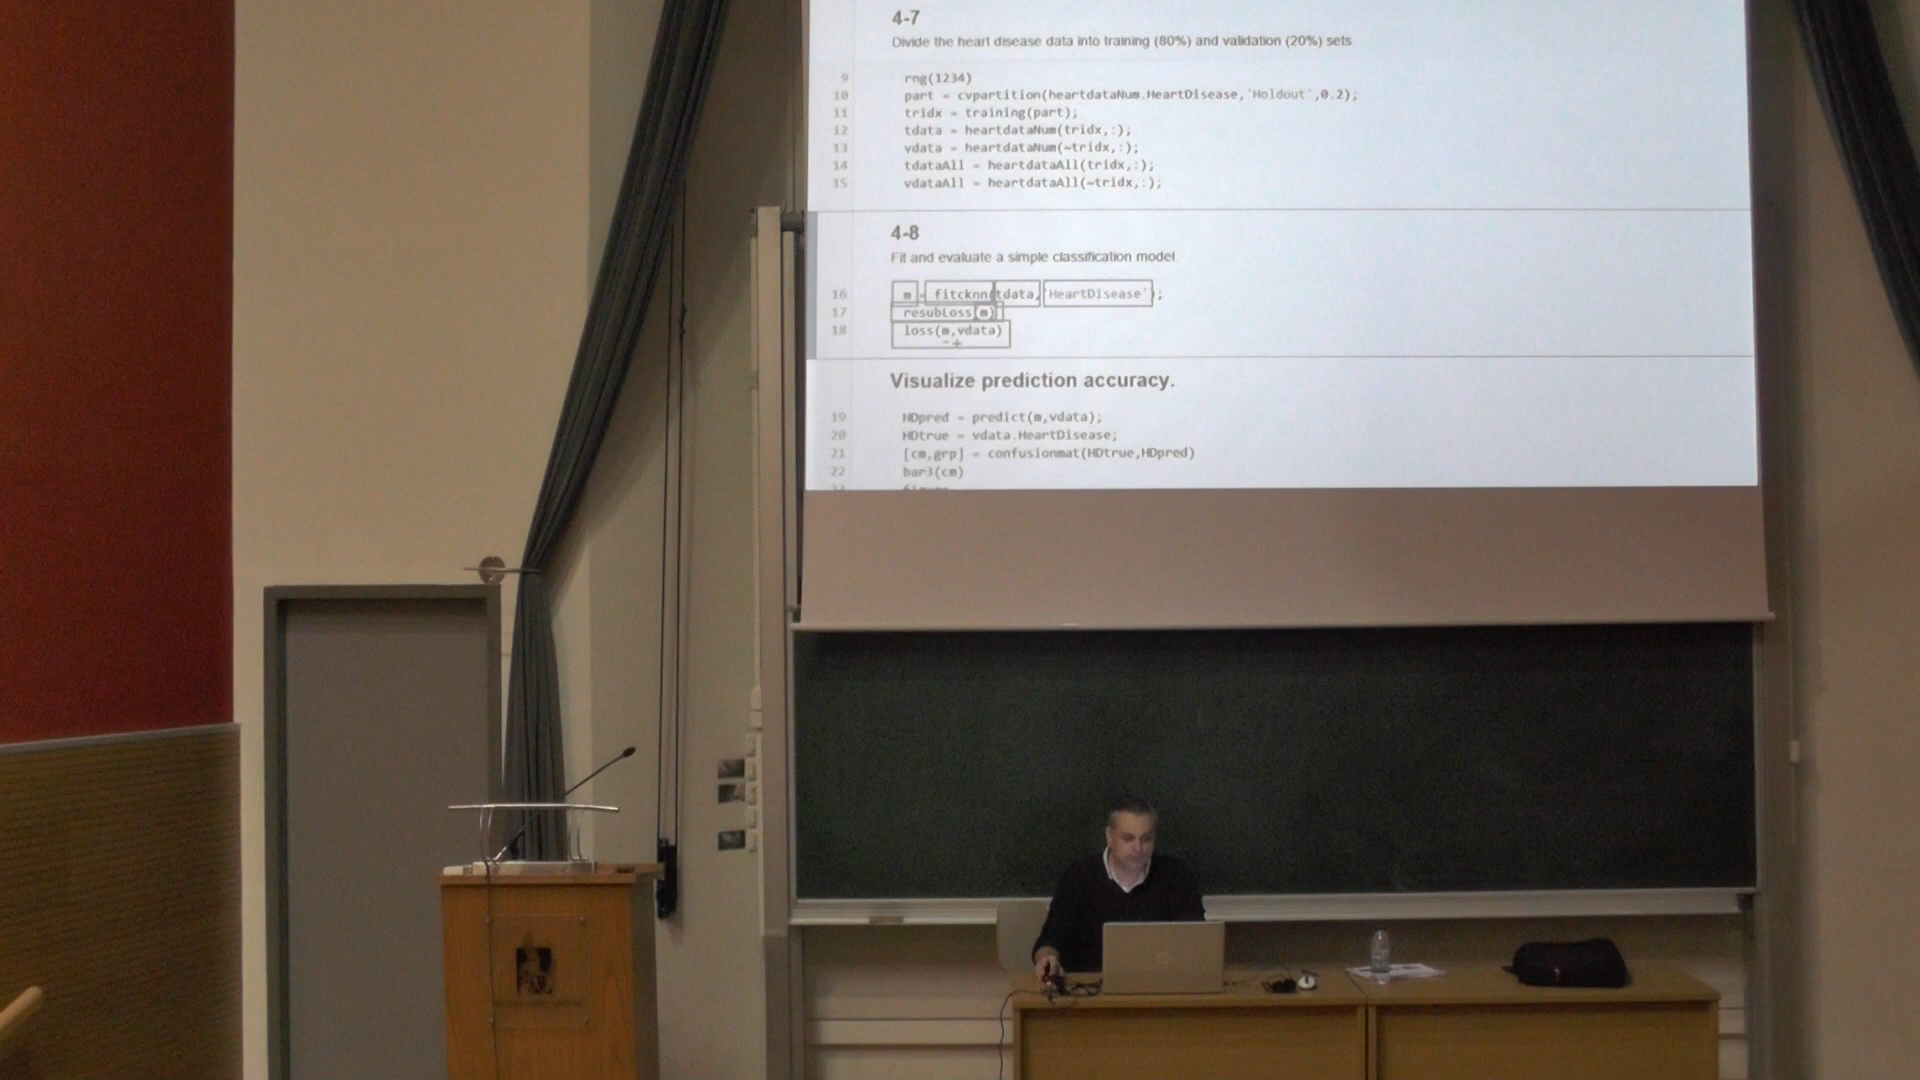 4-7
Divide the heart disease data into training (80%) and validation (20%) sets
9 rng(1234)
10 part = cvpartition(heartdataNum.HeartDisease,'Holdout',0.2);
11 tridx = training(part);
12 tdata = heartdataNum(tridx,:);
13 vdata = heartdataNum(~tridx,:);
14 tdataAll = heartdataAll(tridx,:);
15 vdataAll = heartdataAll(~tridx,:);
4-8
Fit and evaluate a simple classification model
16 m = fitcknn(tdata,'HeartDisease');
17 resubLoss(m)
18 loss(m,vdata)
Visualize prediction accuracy.
19 HDpred = predict(m,vdata);
20 HDtrue = vdata.HeartDisease;
21 [cm,grp] = confusionmat(HDtrue,HDpred)
22 bar3(cm)